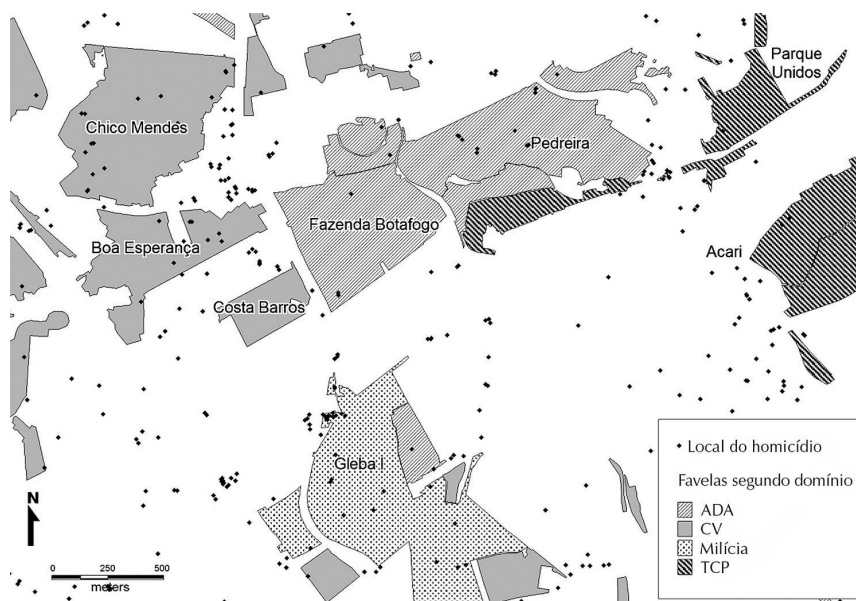 Parque
Unidos
Chico Mendes
Pedreira
Fazenda Botafogo
Boa Esperança
Acari
Costa Barros
Gleba I
N
0 250 500
meters
Local do homicídio
Favelas segundo domínio
ADA
CV
Milícia
TCP